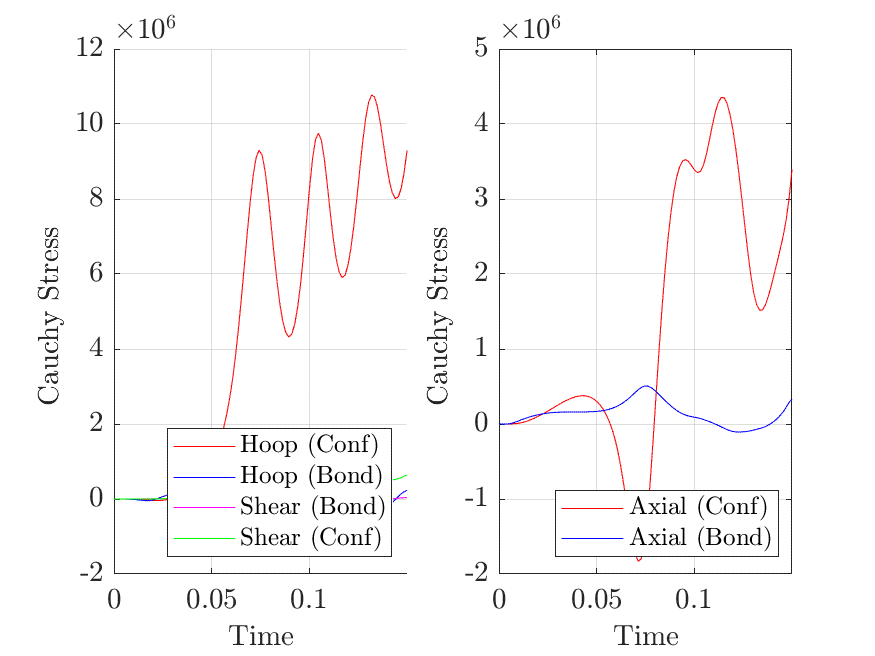 ×10⁶
12
10
8
6
4
2
0
-2
Cauchy Stress
0
0.05
0.1
Time
Hoop (Conf)
Hoop (Bond)
Shear (Bond)
Shear (Conf)
×10⁶
5
4
3
2
1
0
-1
-2
Cauchy Stress
0
0.05
0.1
Time
Axial (Conf)
Axial (Bond)